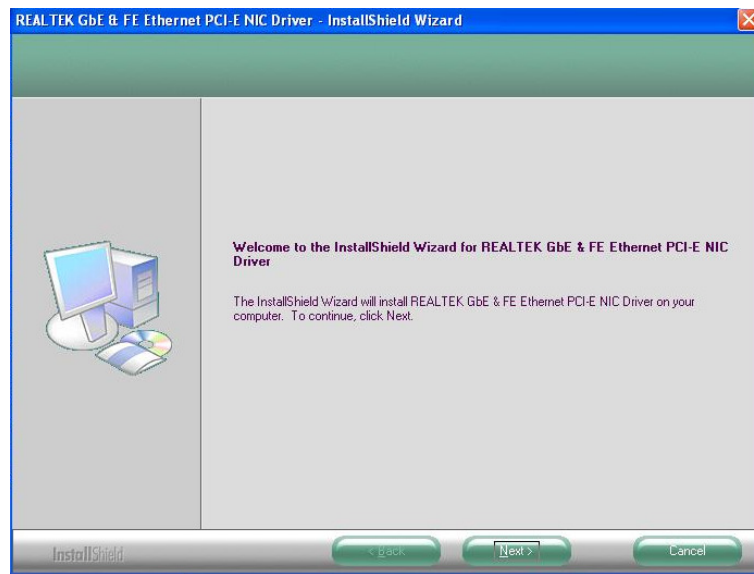 REALTEK GbE & FE Ethernet PCI-E NIC Driver - InstallShield Wizard
Welcome to the InstallShield Wizard for REALTEK GbE & FE Ethernet PCI-E NIC
Driver
The InstallShield Wizard will install REALTEK GbE & FE Ethernet PCI-E NIC Driver on your
computer. To continue, click Next.
InstallShield
< Back
Next >
Cancel